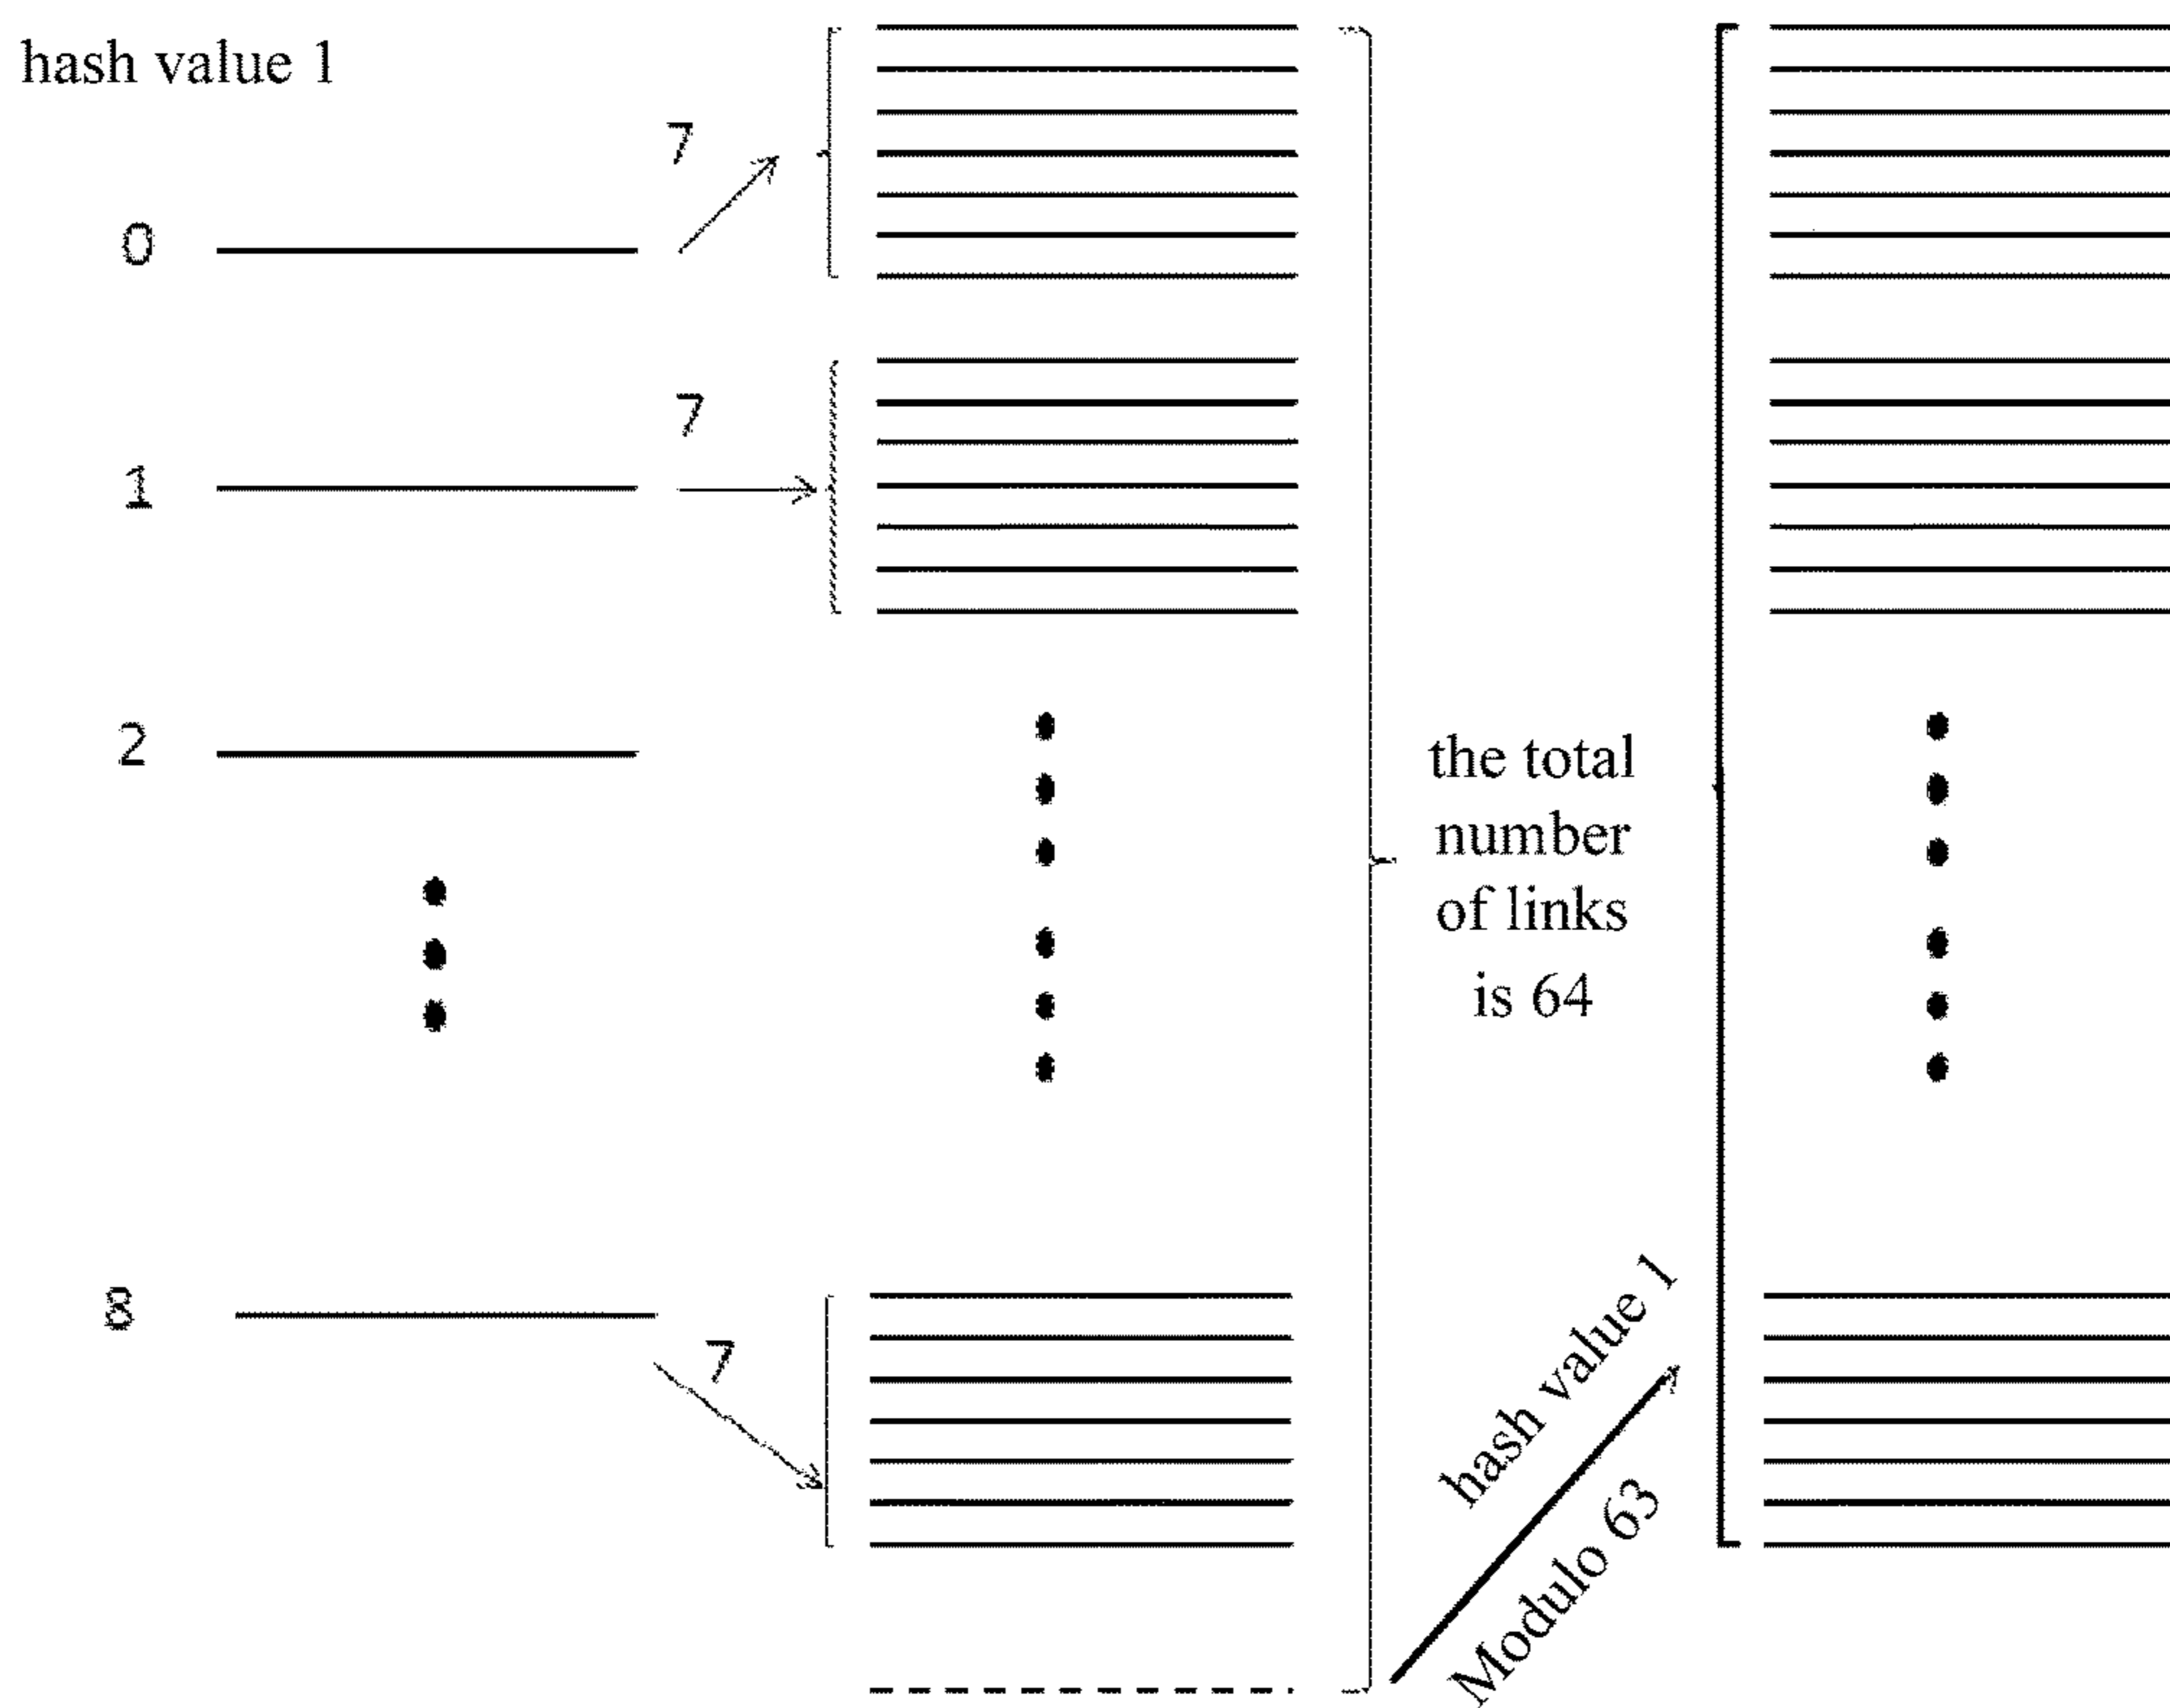 hash value 1
7
0
7
1
2
the total
number
of links
is 64
8
7
hash value 1
Modulo 63